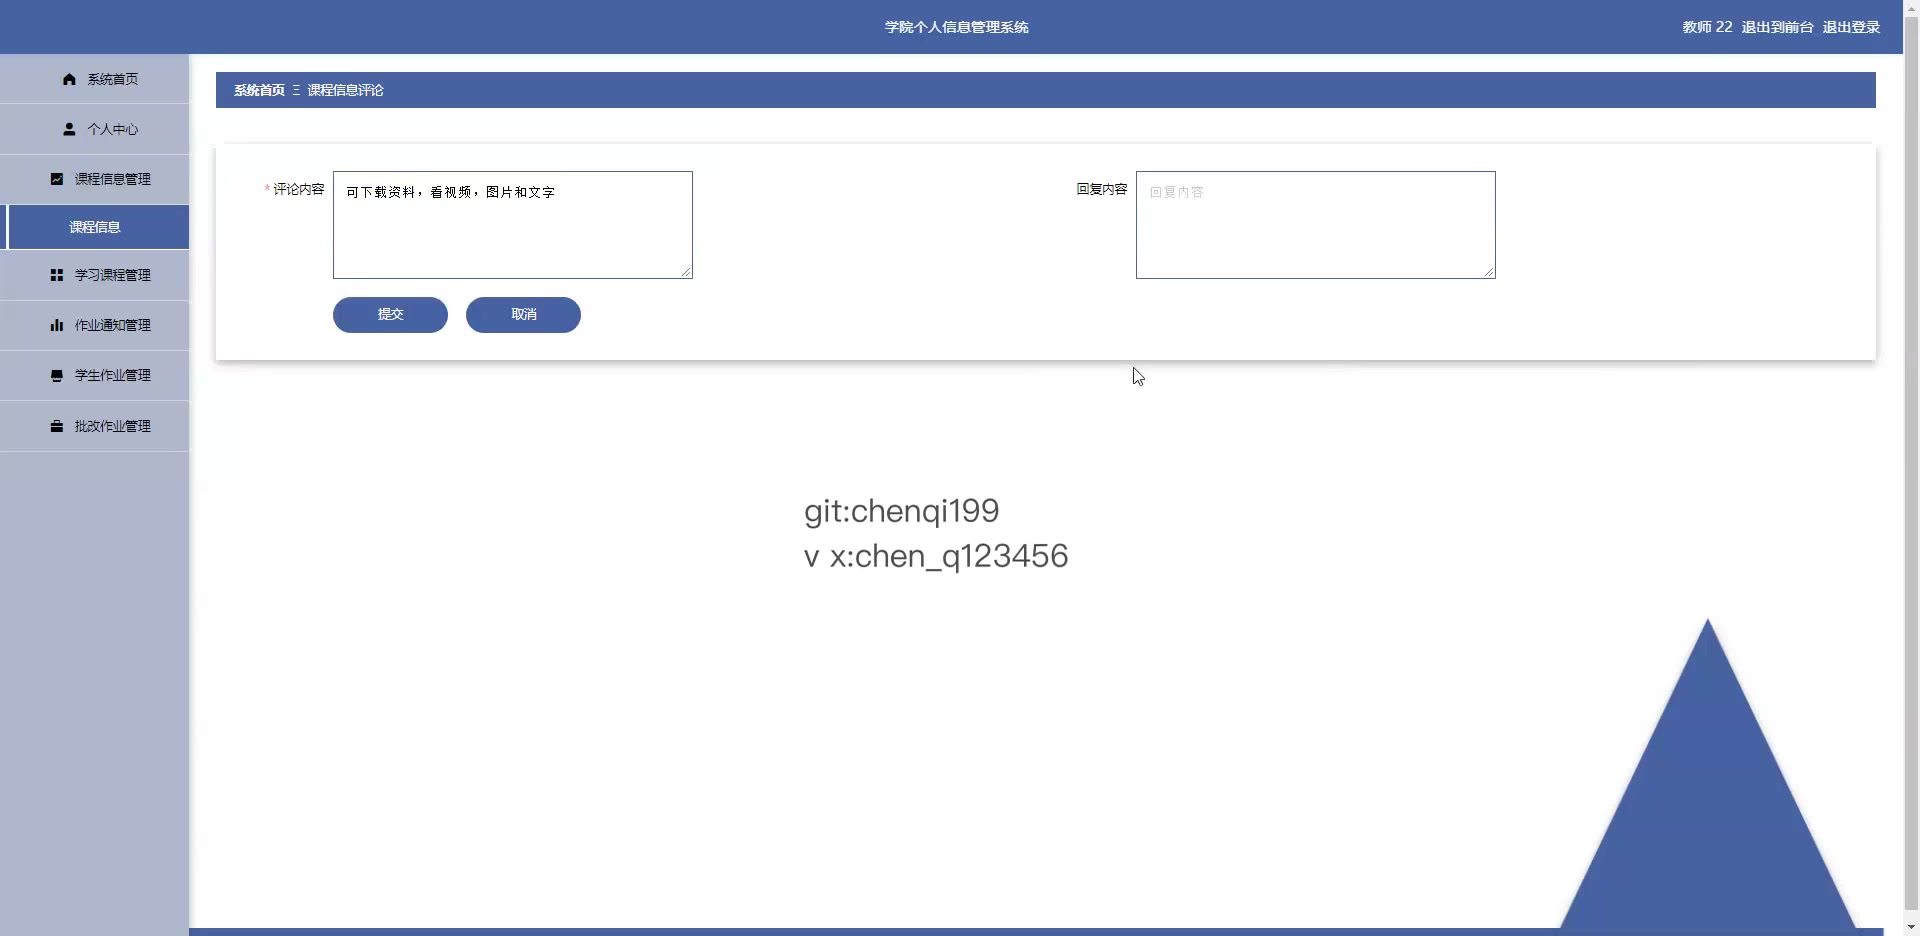 学院个人信息管理系统
教师 22 退出到前台 退出登录
系统首页
个人中心
课程信息管理
课程信息
学习课程管理
作业通知管理
学生作业管理
批改作业管理
系统首页 Ξ 课程信息评论
* 评论内容
可下载资料，看视频，图片和文字
回复内容
回复内容
提交
取消
git:chenqi199
v x:chen_q123456